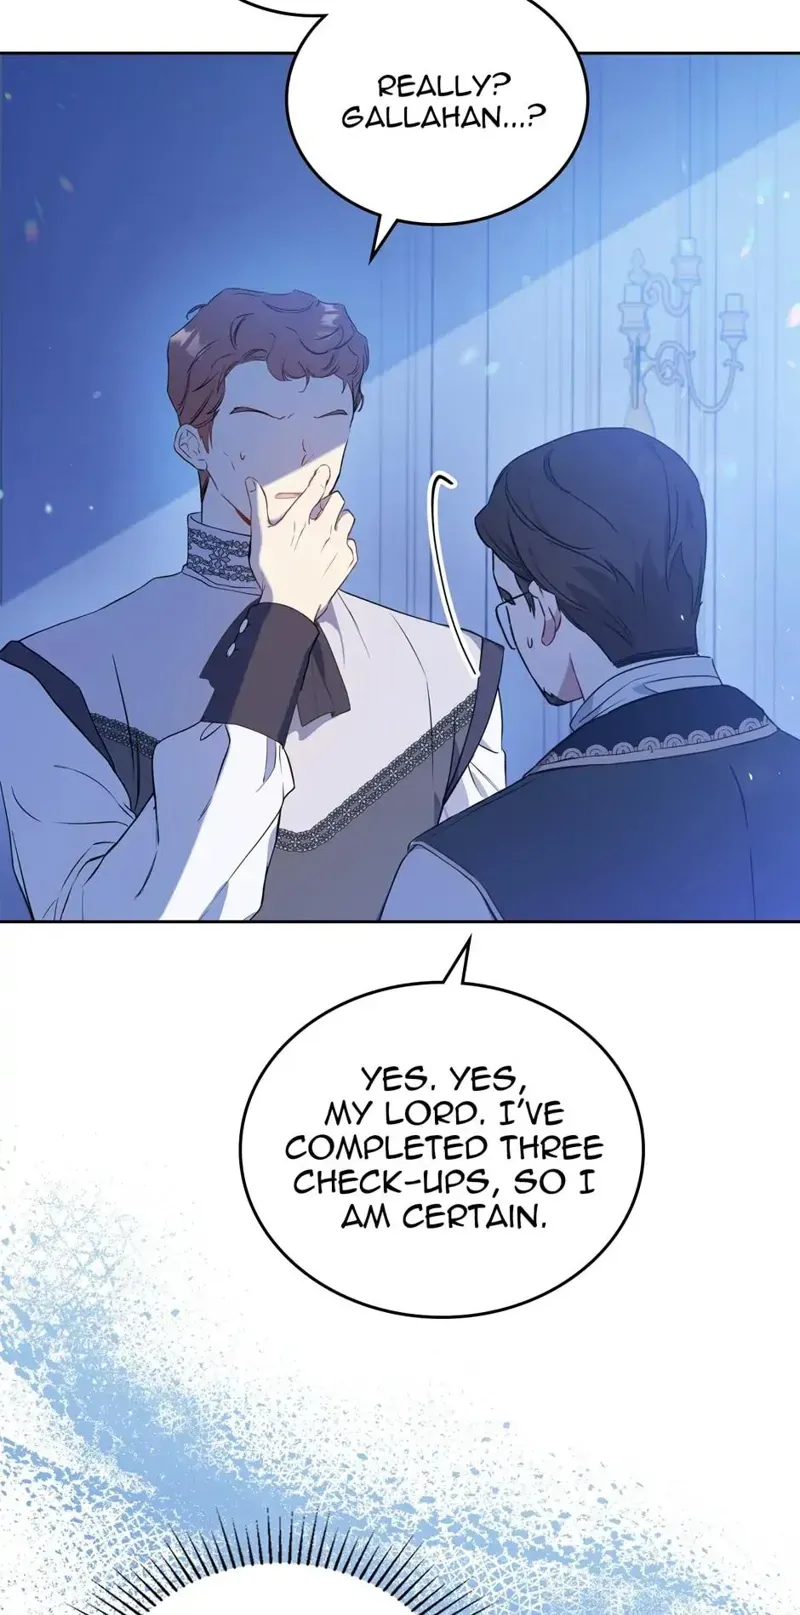 REALLY?
GALLAHAN...?
YES. YES,
MY LORD. I'VE
COMPLETED THREE
CHECK-UPS, SO I
AM CERTAIN.